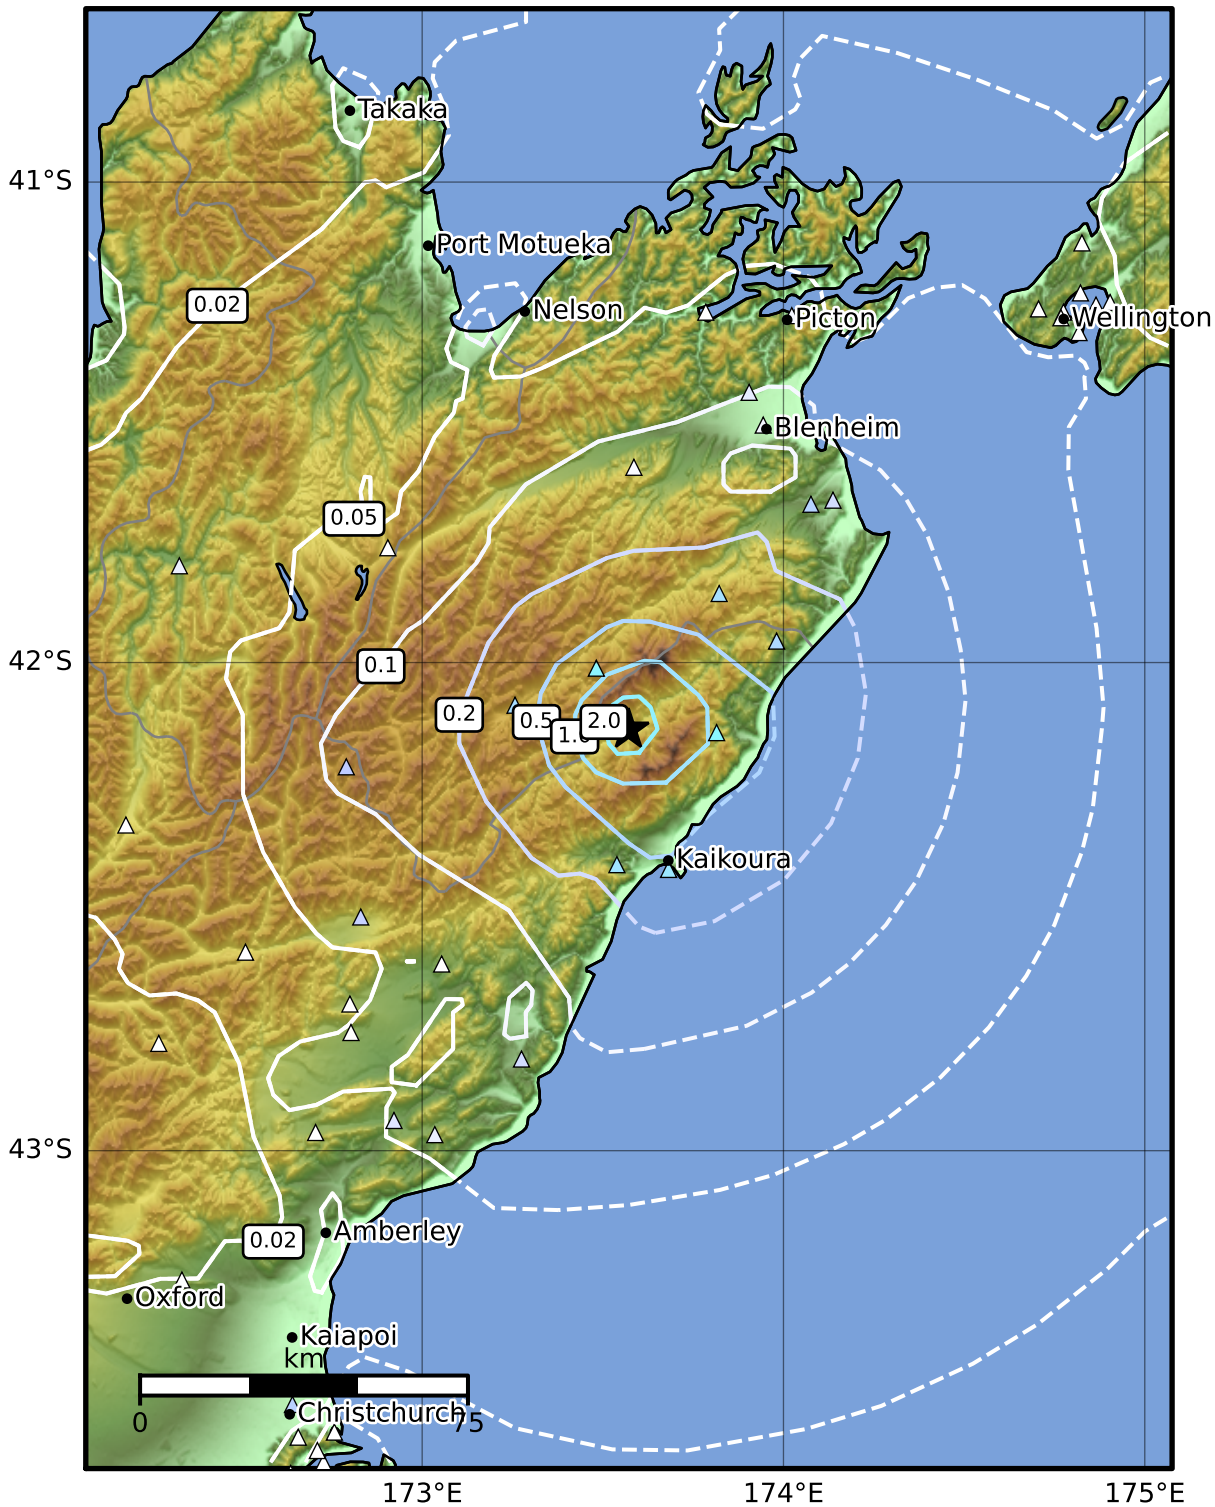 Takaka
41°S
Port Motueka
0.02
Nelson
Picton
Wellington
Blenheim
0.05
42°S
0.1
0.2
0.5
2.0
Kaikoura
43°S
Amberley
0.02
Oxford
Kaiapoi
km
Christchurch
0
75
173°E
174°E
175°E